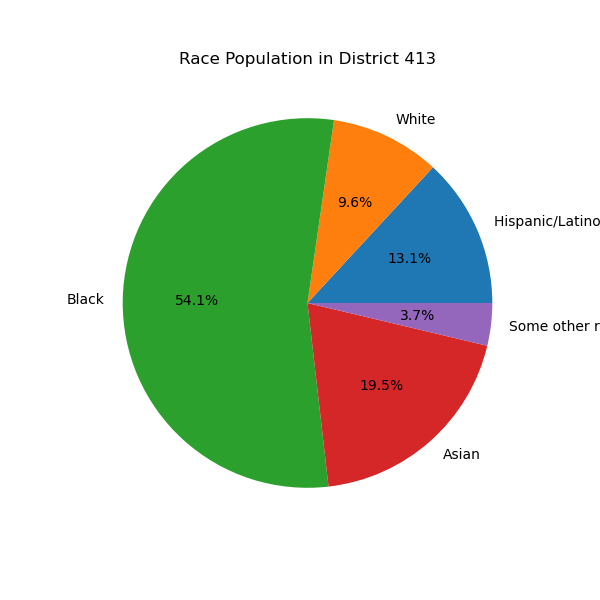 Race Population in District 413
White
9.6%
Hispanic/Latino
13.1%
Black
54.1%
3.7%
Some other r
19.5%
Asian